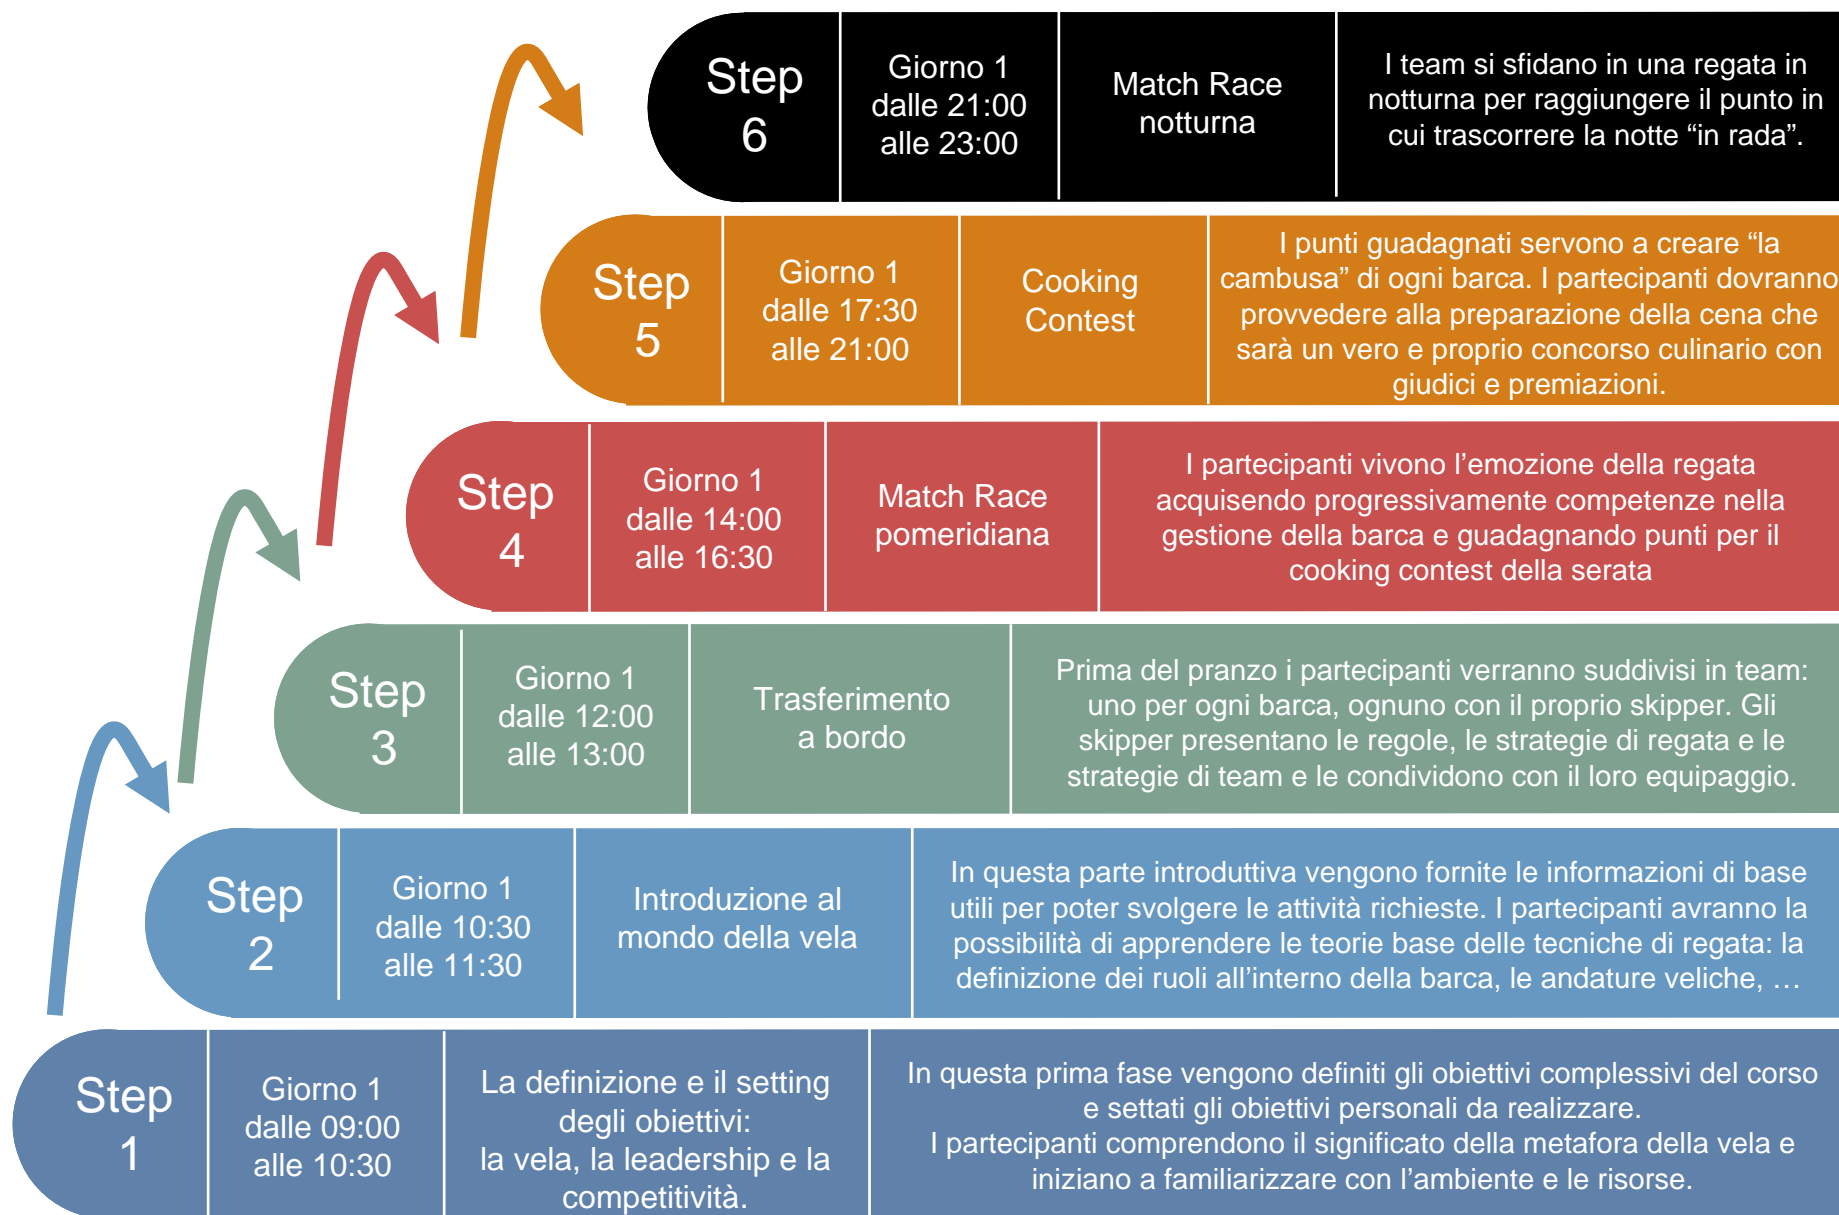 Step
6
Giorno 1
dalle 21:00
alle 23:00
Match Race
notturna
I team si sfidano in una regata in
notturna per raggiungere il punto in
cui trascorrere la notte “in rada”.
Step
5
Giorno 1
dalle 17:30
alle 21:00
Cooking
Contest
I punti guadagnati servono a creare “la
cambusa” di ogni barca. I partecipanti dovranno
provvedere alla preparazione della cena che
sarà un vero e proprio concorso culinario con
giudici e premiazioni.
Step
4
Giorno 1
dalle 14:00
alle 16:30
Match Race
pomeridiana
I partecipanti vivono l’emozione della regata
acquisendo progressivamente competenze nella
gestione della barca e guadagnando punti per il
cooking contest della serata
Step
3
Giorno 1
dalle 12:00
alle 13:00
Trasferimento
a bordo
Prima del pranzo i partecipanti verranno suddivisi in team:
uno per ogni barca, ognuno con il proprio skipper. Gli
skipper presentano le regole, le strategie di regata e le
strategie di team e le condividono con il loro equipaggio.
Step
2
Giorno 1
dalle 10:30
alle 11:30
Introduzione al
mondo della vela
In questa parte introduttiva vengono fornite le informazioni di base
utili per poter svolgere le attività richieste. I partecipanti avranno la
possibilità di apprendere le teorie base delle tecniche di regata: la
definizione dei ruoli all’interno della barca, le andature veliche, …
Step
1
Giorno 1
dalle 09:00
alle 10:30
La definizione e il setting
degli obiettivi:
la vela, la leadership e la
competitività.
In questa prima fase vengono definiti gli obiettivi complessivi del corso
e settati gli obiettivi personali da realizzare.
I partecipanti comprendono il significato della metafora della vela e
iniziano a familiarizzare con l’ambiente e le risorse.